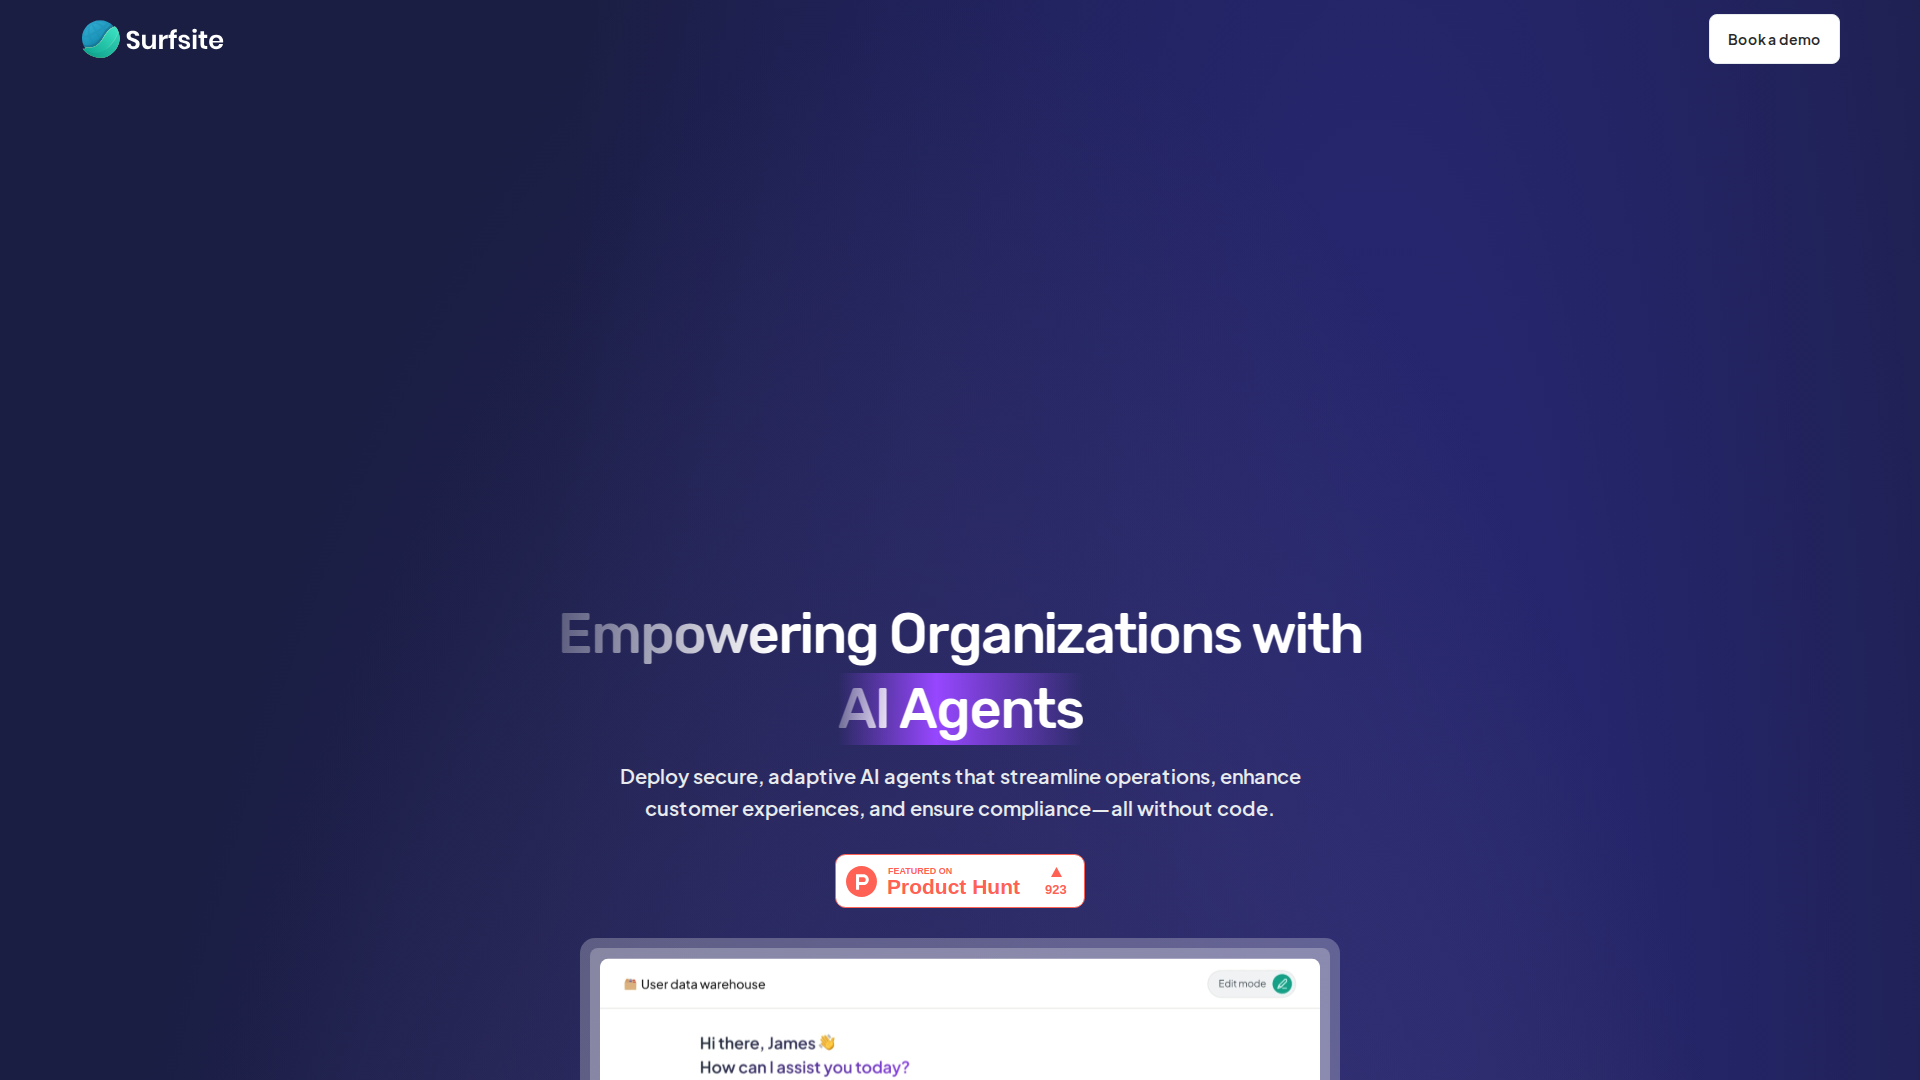 Surfsite
Book a demo
Empowering Organizations with
AI Agents
Deploy secure, adaptive AI agents that streamline operations, enhance
customer experiences, and ensure compliance—all without code.
FEATURED ON
Product Hunt
923
User data warehouse
Edit mode
Hi there, James 👋
How can I assist you today?